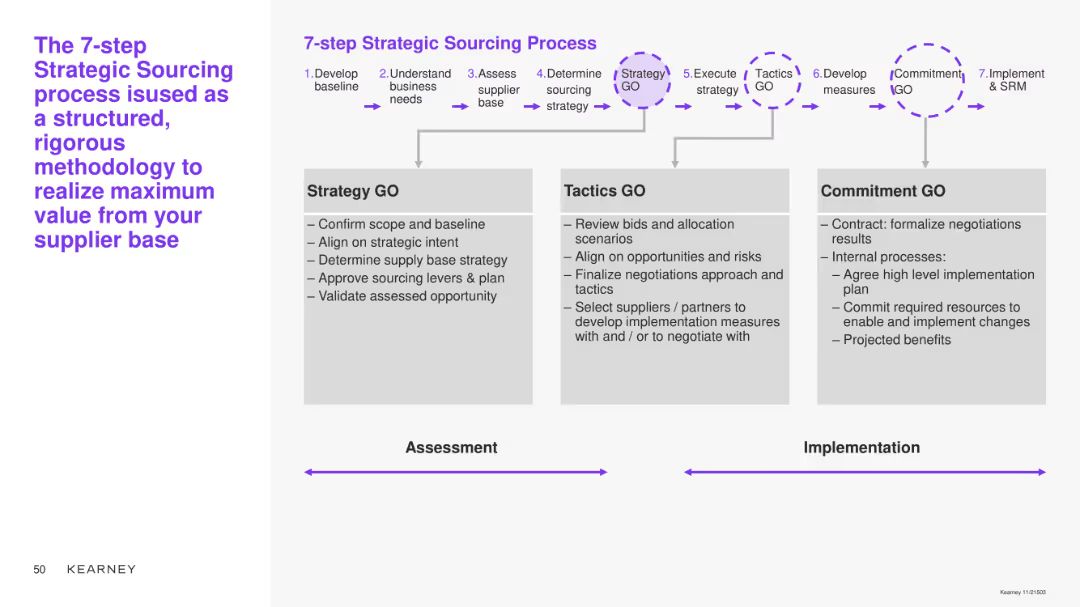 The 7-step
Strategic Sourcing
process isused as
a structured,
rigorous
methodology to
realize maximum
value from your
supplier base
7-step Strategic Sourcing Process
1.Develop
baseline
2.Understand
business
needs
3.Assess
supplier
base
4.Determine
sourcing
strategy
Strategy
GO
5.Execute
strategy
Tactics
GO
6.Develop
measures
Commitment
GO
7.Implement
& SRM
Strategy GO
– Confirm scope and baseline
– Align on strategic intent
– Determine supply base strategy
– Approve sourcing levers & plan
– Validate assessed opportunity
Tactics GO
– Review bids and allocation
scenarios
– Align on opportunities and risks
– Finalize negotiations approach and
tactics
– Select suppliers / partners to
develop implementation measures
with and / or to negotiate with
Commitment GO
– Contract: formalize negotiations
results
– Internal processes:
– Agree high level implementation
plan
– Commit required resources to
enable and implement changes
– Projected benefits
Assessment
Implementation
50 KEARNEY
Kearney 11/21503